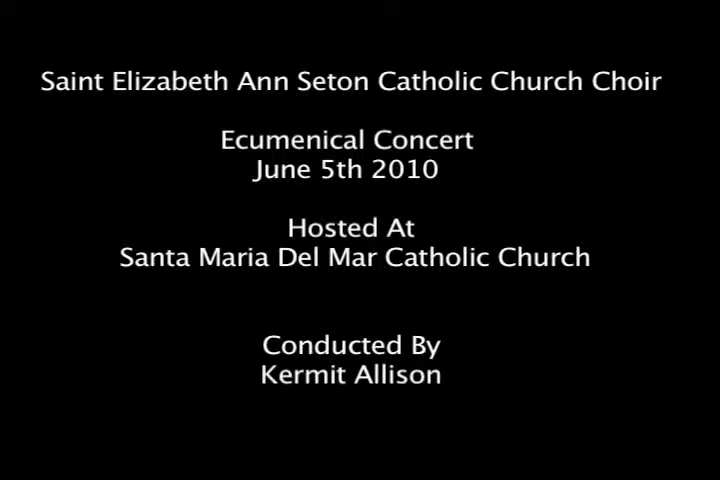 Saint Elizabeth Ann Seton Catholic Church Choir
Ecumenical Concert
June 5th 2010
Hosted At
Santa Maria Del Mar Catholic Church
Conducted By
Kermit Allison